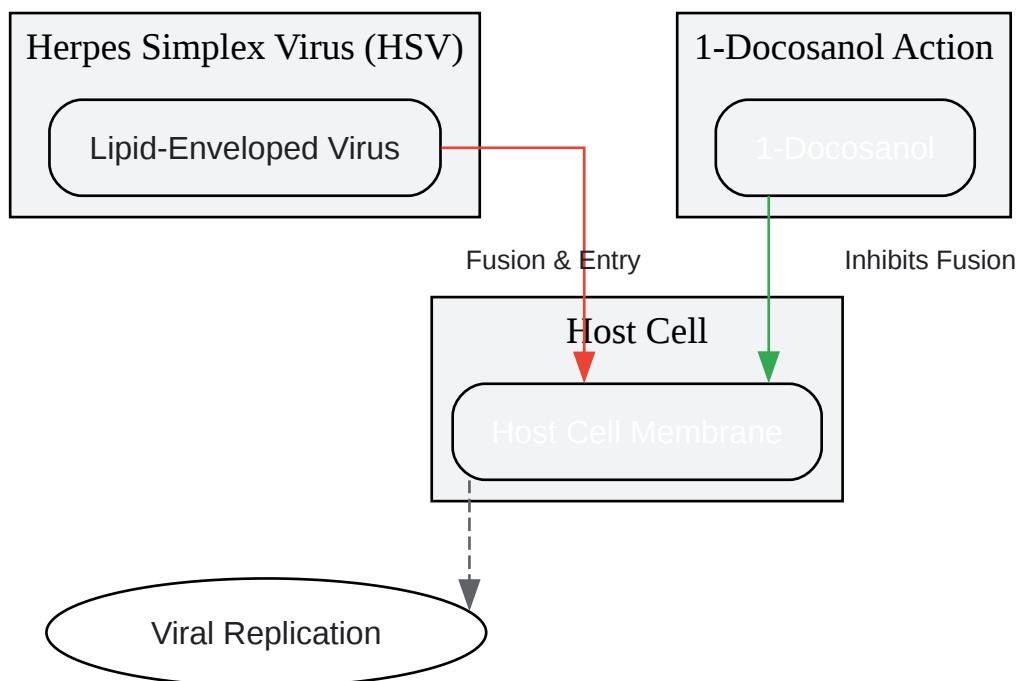 Herpes Simplex Virus (HSV)
Lipid-Enveloped Virus
1-Docosanol Action
1-Docosanol
Fusion & Entry
Inhibits Fusion
Host Cell
Host Cell Membrane
Viral Replication